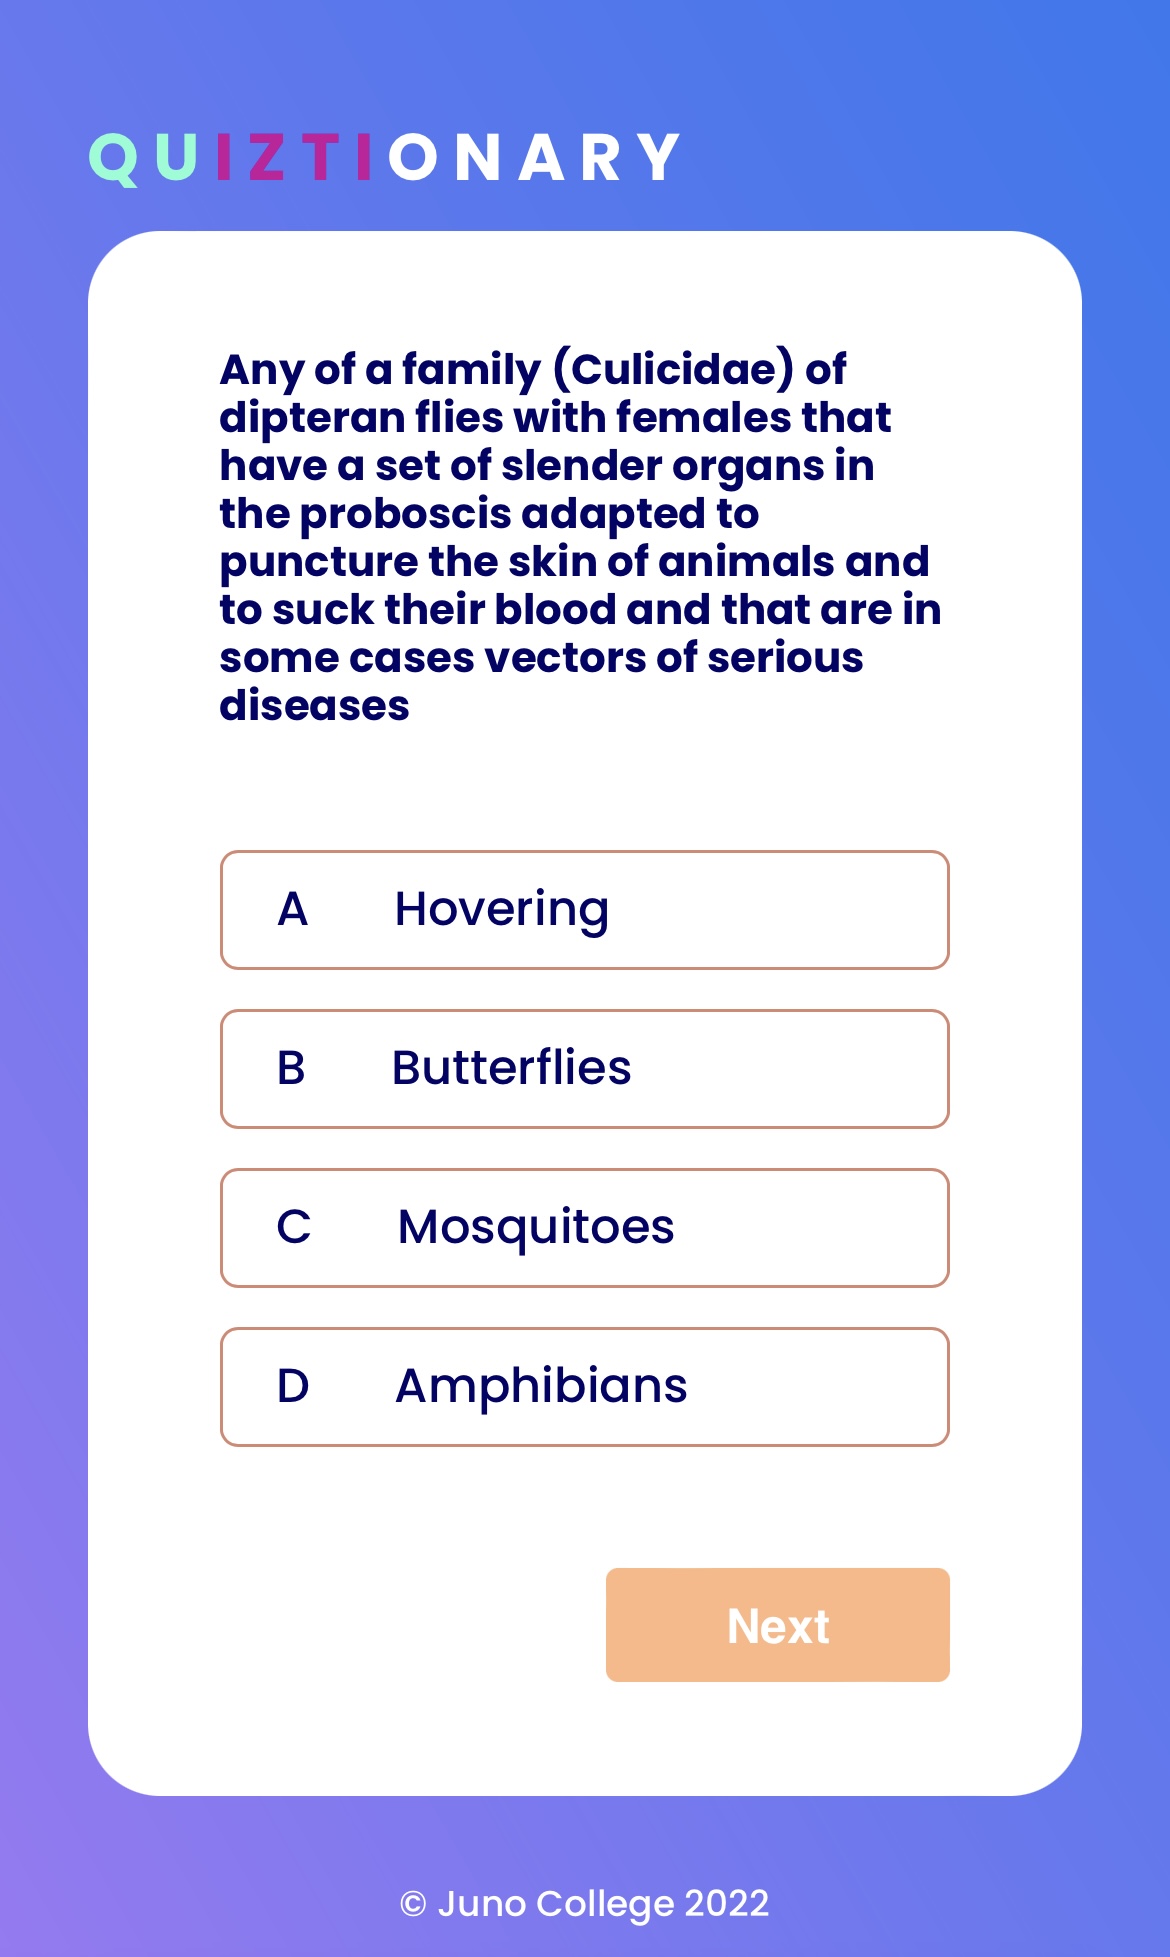 QUIZTIONARY
Any of a family (Culicidae) of
dipteran flies with females that
have a set of slender organs in
the proboscis adapted to
puncture the skin of animals and
to suck their blood and that are in
some cases vectors of serious
diseases
A Hovering
B Butterflies
C Mosquitoes
D Amphibians
Next
© Juno College 2022